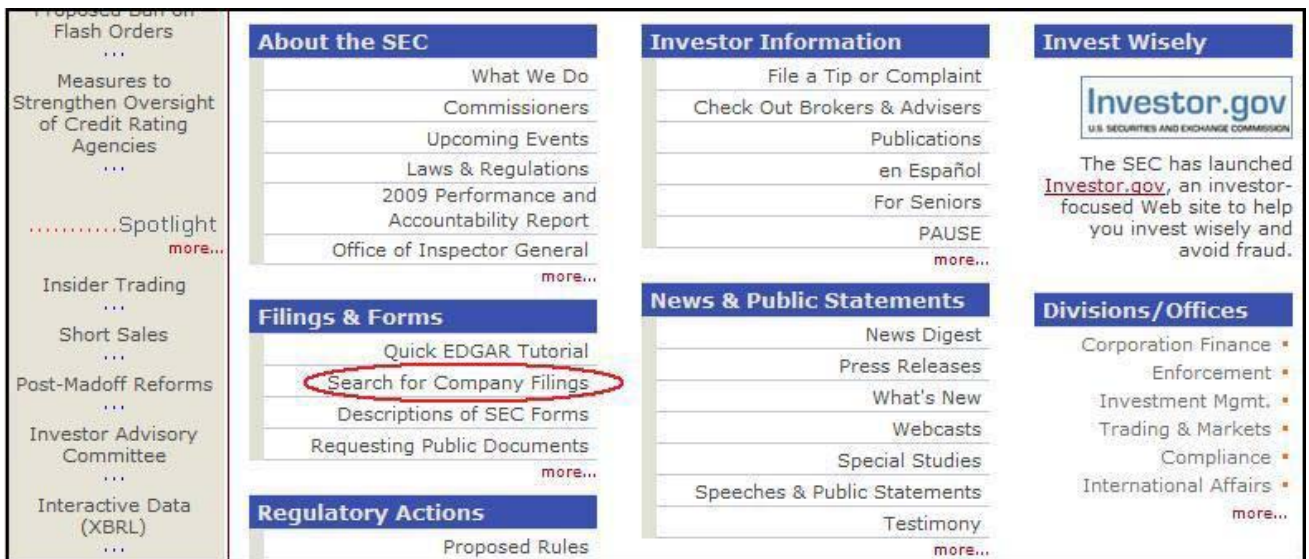 Proposed Ban on
Flash Orders
...
Measures to
Strengthen Oversight
of Credit Rating
Agencies
...
...........Spotlight
more...
Insider Trading
...
Short Sales
...
Post-Madoff Reforms
...
Investor Advisory
Committee
...
Interactive Data
(XBRL)
...
About the SEC
What We Do
Commissioners
Upcoming Events
Laws & Regulations
2009 Performance and
Accountability Report
Office of Inspector General
more...
Filings & Forms
Quick EDGAR Tutorial
Search for Company Filings
Descriptions of SEC Forms
Requesting Public Documents
more...
Regulatory Actions
Proposed Rules
Investor Information
File a Tip or Complaint
Check Out Brokers & Advisers
Publications
en Español
For Seniors
PAUSE
more...
News & Public Statements
News Digest
Press Releases
What's New
Webcasts
Special Studies
Speeches & Public Statements
Testimony
more...
Invest Wisely
Investor.gov
U.S. SECURITIES AND EXCHANGE COMMISSION
The SEC has launched
Investor.gov, an investor-
focused Web site to help
you invest wisely and
avoid fraud.
Divisions/Offices
Corporation Finance
Enforcement
Investment Mgmt.
Trading & Markets
Compliance
International Affairs
more...